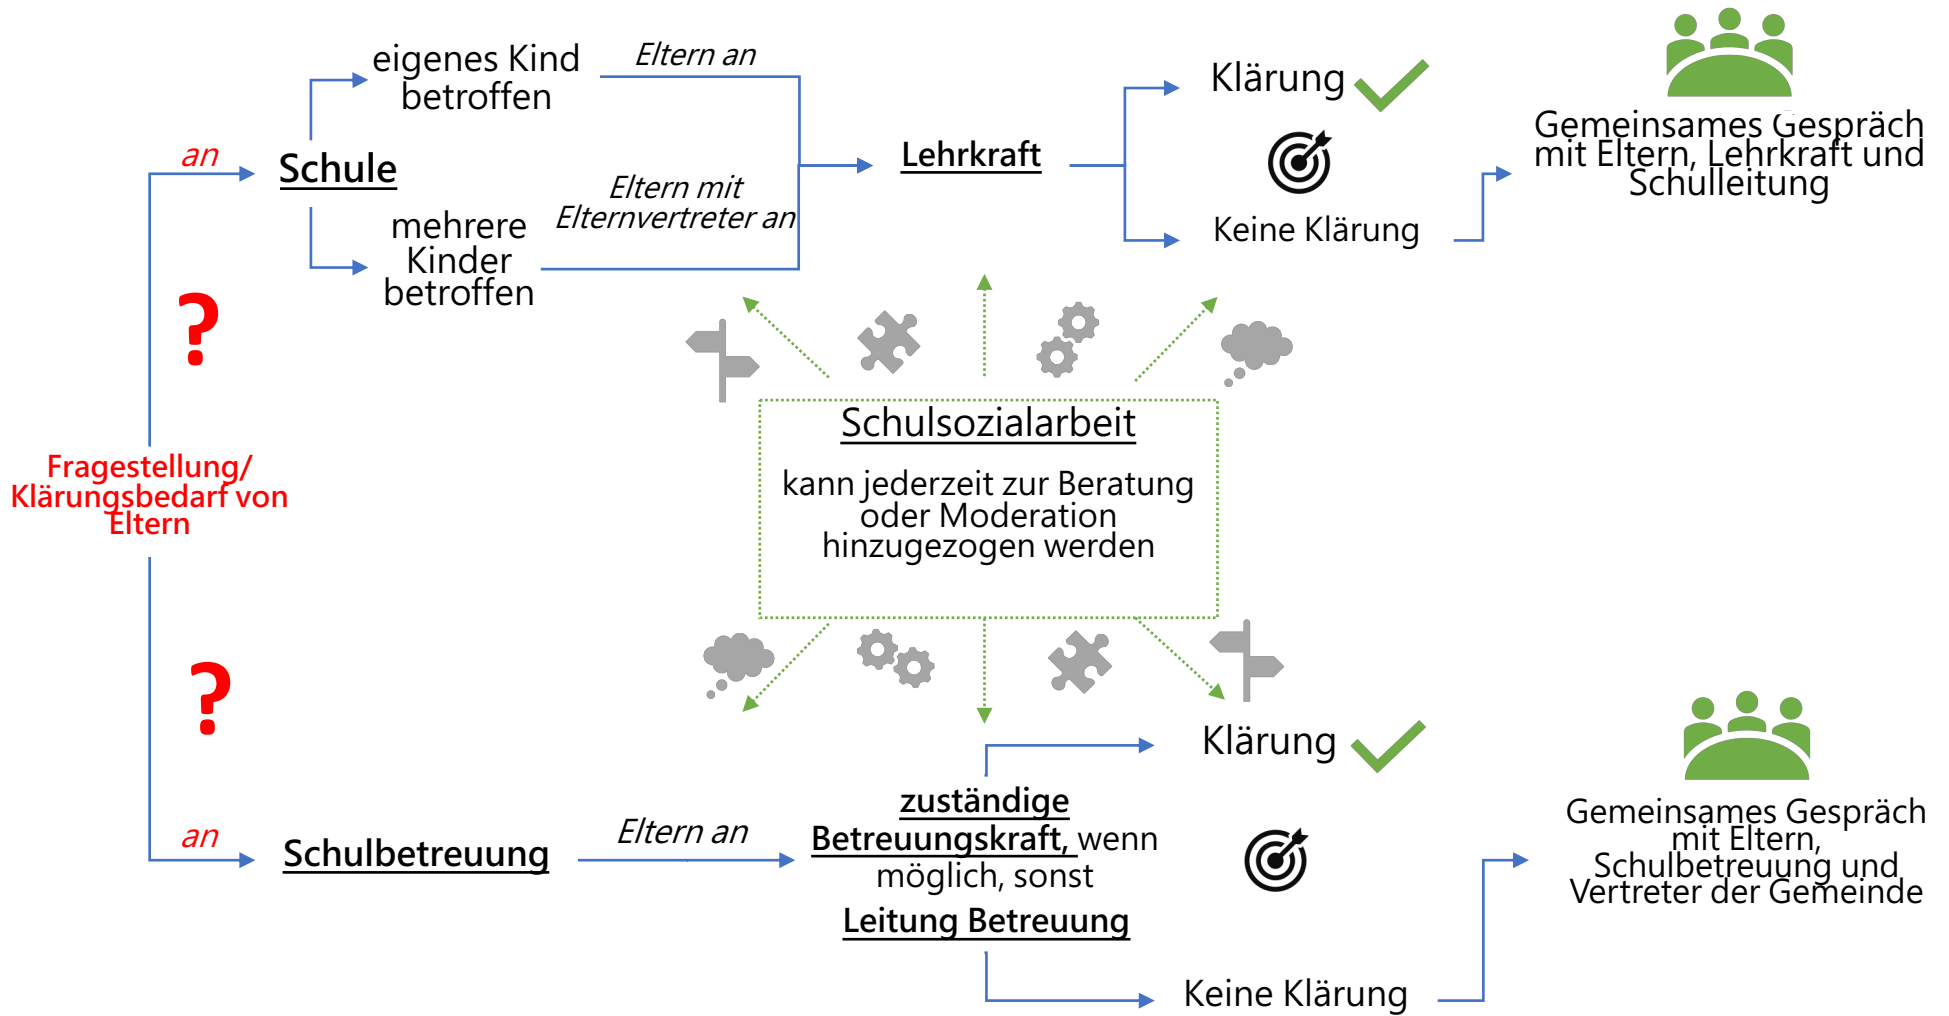 eigenes Kind
betroffen
Eltern an
Klärung
Gemeinsames Gespräch
mit Eltern, Lehrkraft und
Schulleitung
an
Schule
Lehrkraft
Eltern mit
Elternvertreter an
mehrere
Kinder
betroffen
Keine Klärung
?
Schulsozialarbeit
kann jederzeit zur Beratung
oder Moderation
hinzugezogen werden
Fragestellung/
Klärungsbedarf von
Eltern
?
Klärung
an
Schulbetreuung
Eltern an
zuständige
Betreuungskraft, wenn
möglich, sonst
Leitung Betreuung
Gemeinsames Gespräch
mit Eltern,
Schulbetreuung und
Vertreter der Gemeinde
Keine Klärung